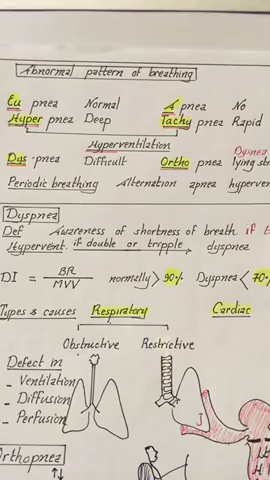 Abnormal pattern of breathing
Eu pnea Normal A pnea No
Hyper pnea Deep Tachy pnea Rapid
Hyperventilation Dysnea
Dys-pnea Difficult Ortho pnea lying
Periodic breathing Alternation apnea
Dyspnea
Def Awareness of shortness of breath. if
Hypervent. if double or tripple → dyspnea
DI = BR / MVV normally > 90% Dyspnea < 70%
Types & causes Respiratory Cardiac
Obstructive Restrictive
Defect in
- Ventilation
- Diffusion
- Perfusion
Orthopnea